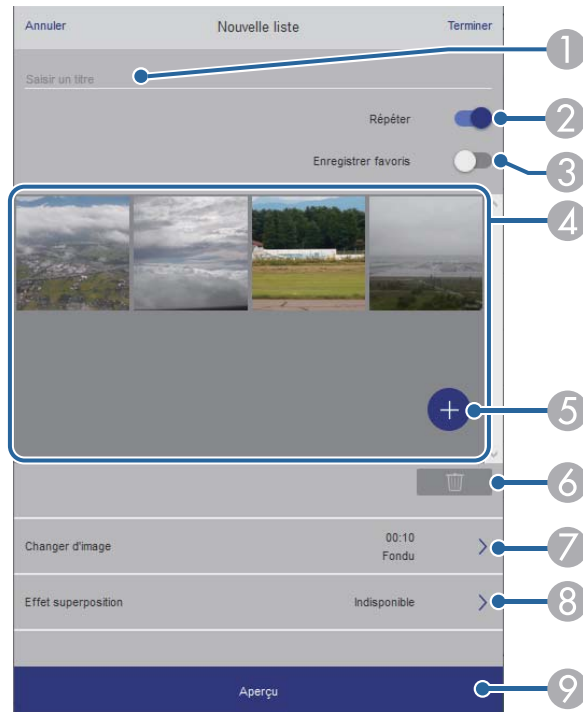 Annuler Nouvelle liste Terminer
1
Saisir un titre
Répéter
2
Enregistrer favoris
3
4
+
5
6
Changer d'image
00:10
Fondu
7
Effet superposition Indisponible
8
Aperçu
9